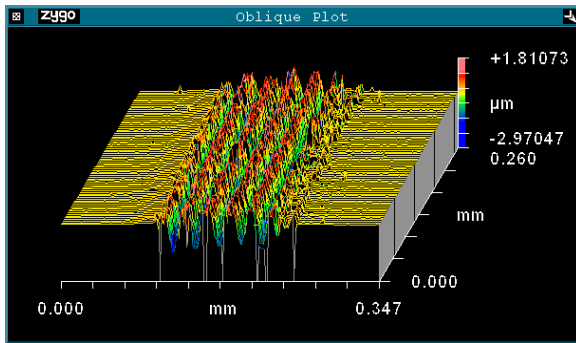 zygo Oblique Plot
+1.81073
µm
-2.97047
0.260
mm
0.000
0.000 mm 0.347